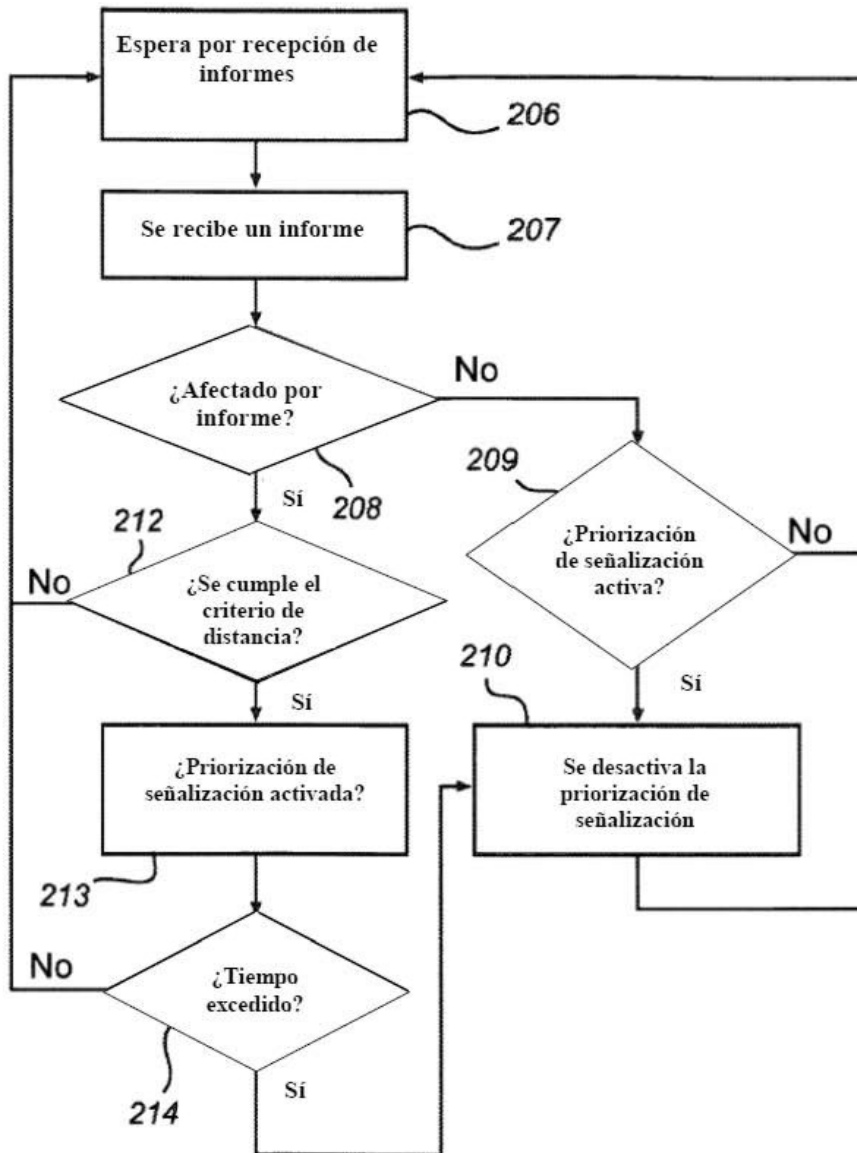 Espera por recepción de
informes
206
Se recibe un informe
207
¿Afectado por
informe?
No
208
Sí
209
¿Priorización
de señalización
activa?
No
212
No
¿Se cumple el
criterio de
distancia?
Sí
210
Sí
¿Priorización de
señalización activada?
213
Se desactiva la
priorización de
señalización
No
¿Tiempo
excedido?
214
Sí